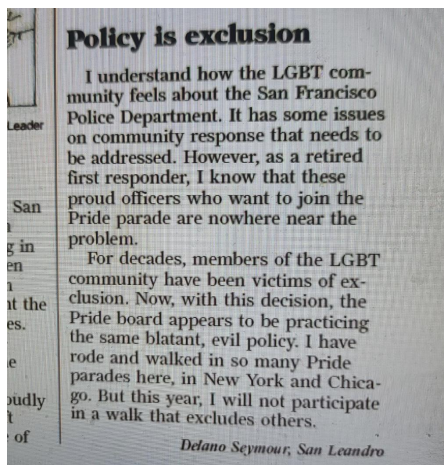 Policy is exclusion
I understand how the LGBT com-
munity feels about the San Francisco
Police Department. It has some issues
on community response that needs to
be addressed. However, as a retired
first responder, I know that these
proud officers who want to join the
Pride parade are nowhere near the
problem.
For decades, members of the LGBT
community have been victims of ex-
clusion. Now, with this decision, the
Pride board appears to be practicing
the same blatant, evil policy. I have
rode and walked in so many Pride
parades here, in New York and Chica-
go. But this year, I will not participate
in a walk that excludes others.
Delano Seymour, San Leandro
Leader
San
g in
en
nt the
es.
e
oudly
of